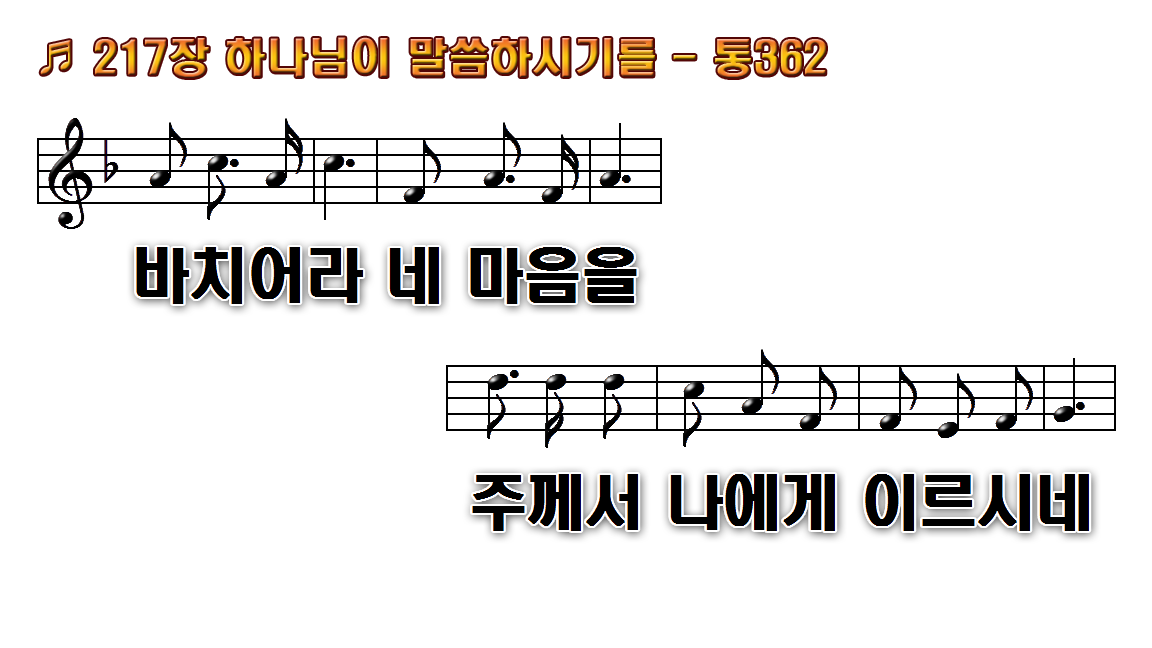 ♬ 217장 하나님이 말씀하시기를 - 통362
바치어라 네 마음을
주께서 나에게 이르시네